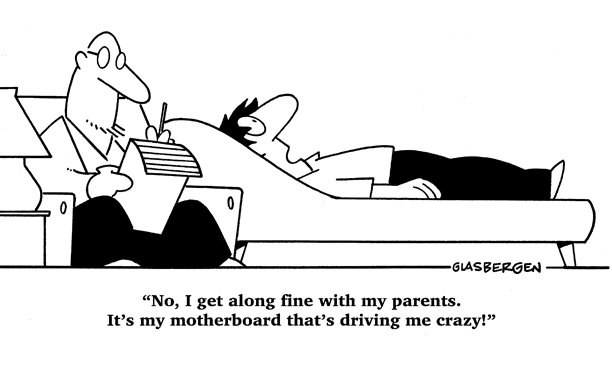 GLASBERGEN
“No, I get along fine with my parents.
It’s my motherboard that’s driving me crazy!”